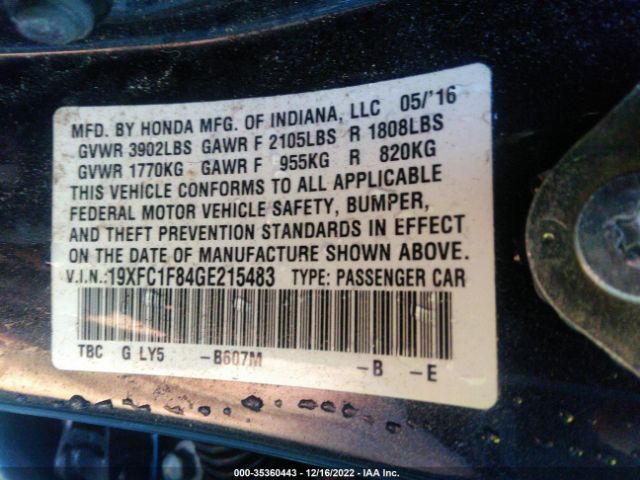 MFD. BY HONDA MFG. OF INDIANA, LLC 05/'16
GVWR 3902LBS GAWR F 2105LBS R 1808LBS
GVWR 1770KG GAWR F 955KG R 820KG
THIS VEHICLE CONFORMS TO ALL APPLICABLE
FEDERAL MOTOR VEHICLE SAFETY, BUMPER,
AND THEFT PREVENTION STANDARDS IN EFFECT
ON THE DATE OF MANUFACTURE SHOWN ABOVE.
V.I.N.:19XFC1F84GE215483 TYPE: PASSENGER CAR
TBC G LY5 -B607M -B -E
000-35360443 - 12/16/2022 - IAA Inc.